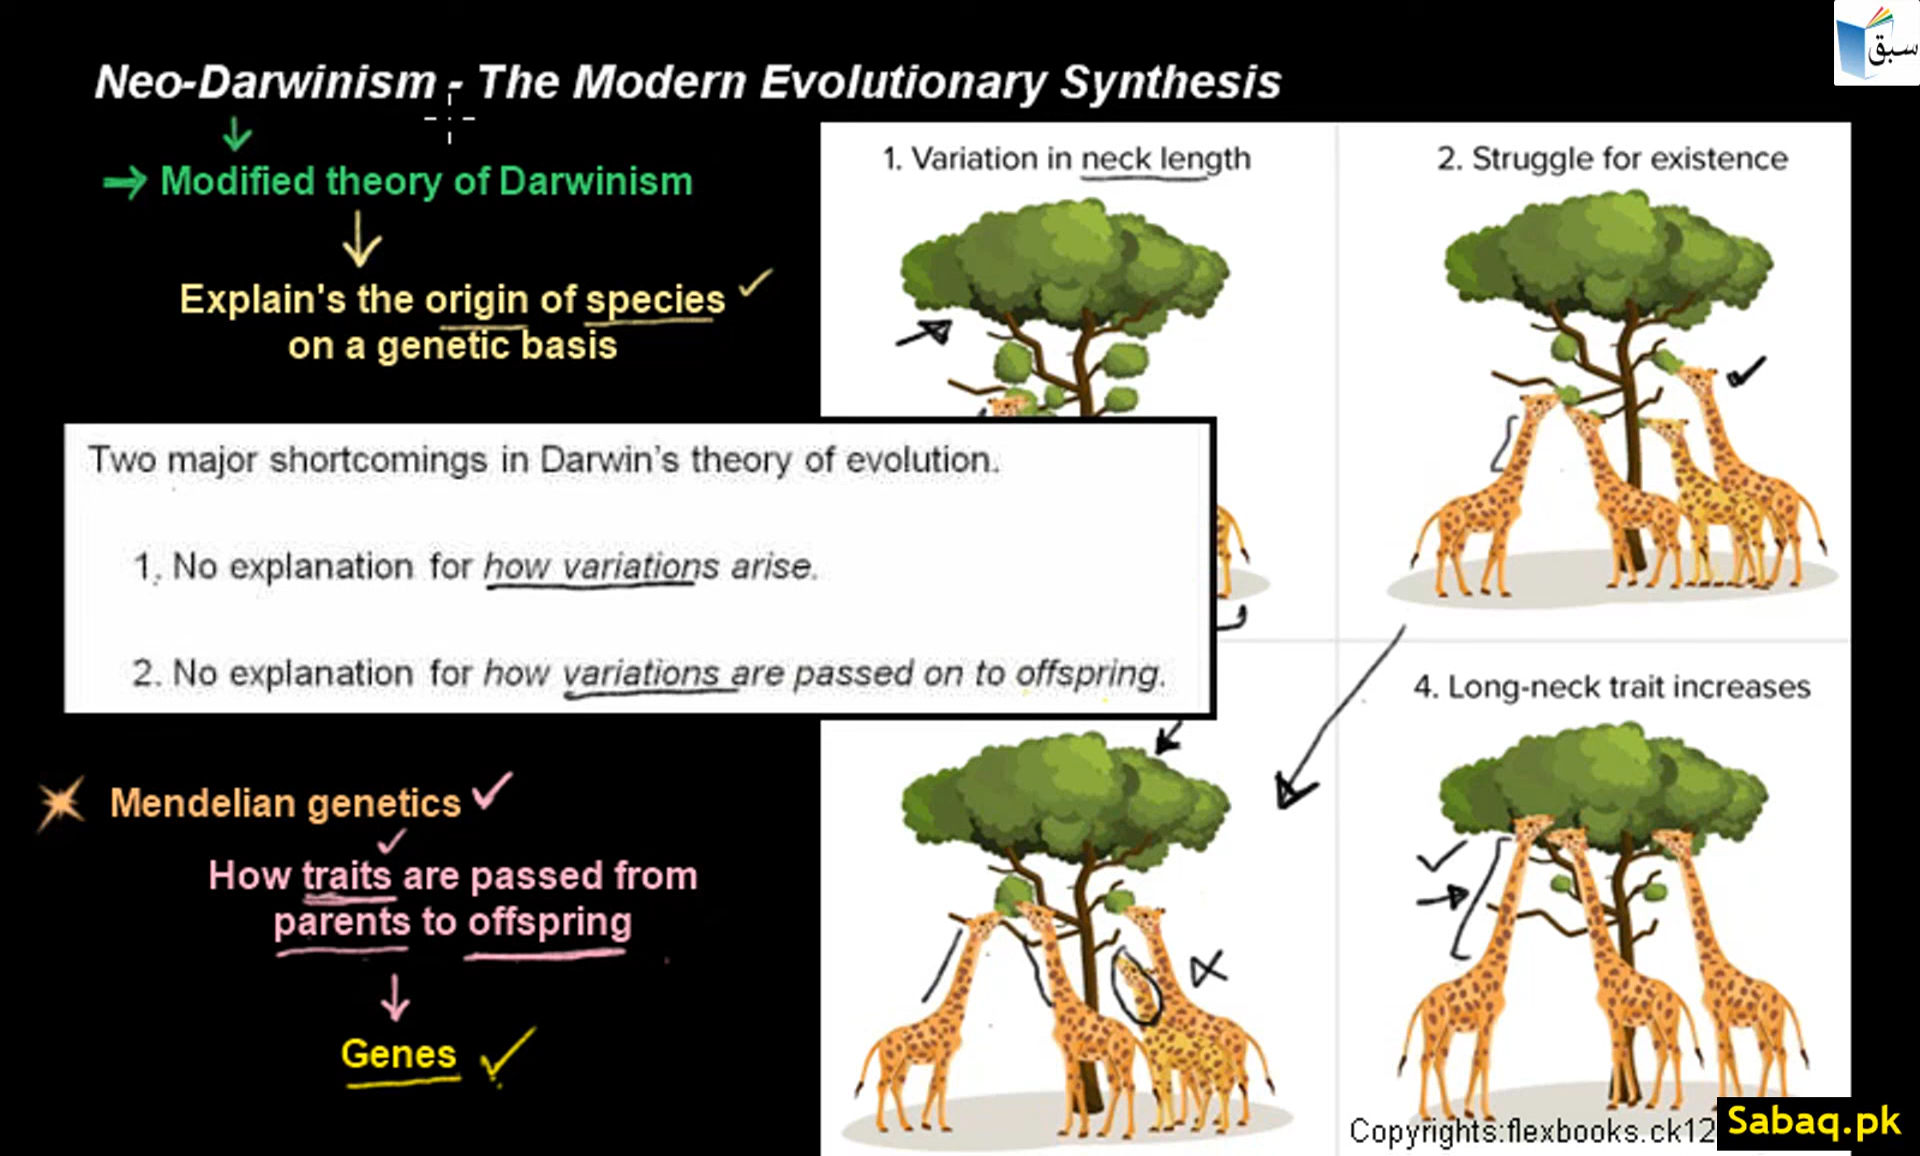 سبق
Neo-Darwinism - The Modern Evolutionary Synthesis
Modified theory of Darwinism
Explain's the origin of species
on a genetic basis
1. Variation in neck length
2. Struggle for existence
Two major shortcomings in Darwin's theory of evolution.
1. No explanation for how variations arise.
2. No explanation for how variations are passed on to offspring.
4. Long-neck trait increases
Mendelian genetics
How traits are passed from
parents to offspring
Genes
Copyrights:flexbooks.ck12
Sabaq.pk